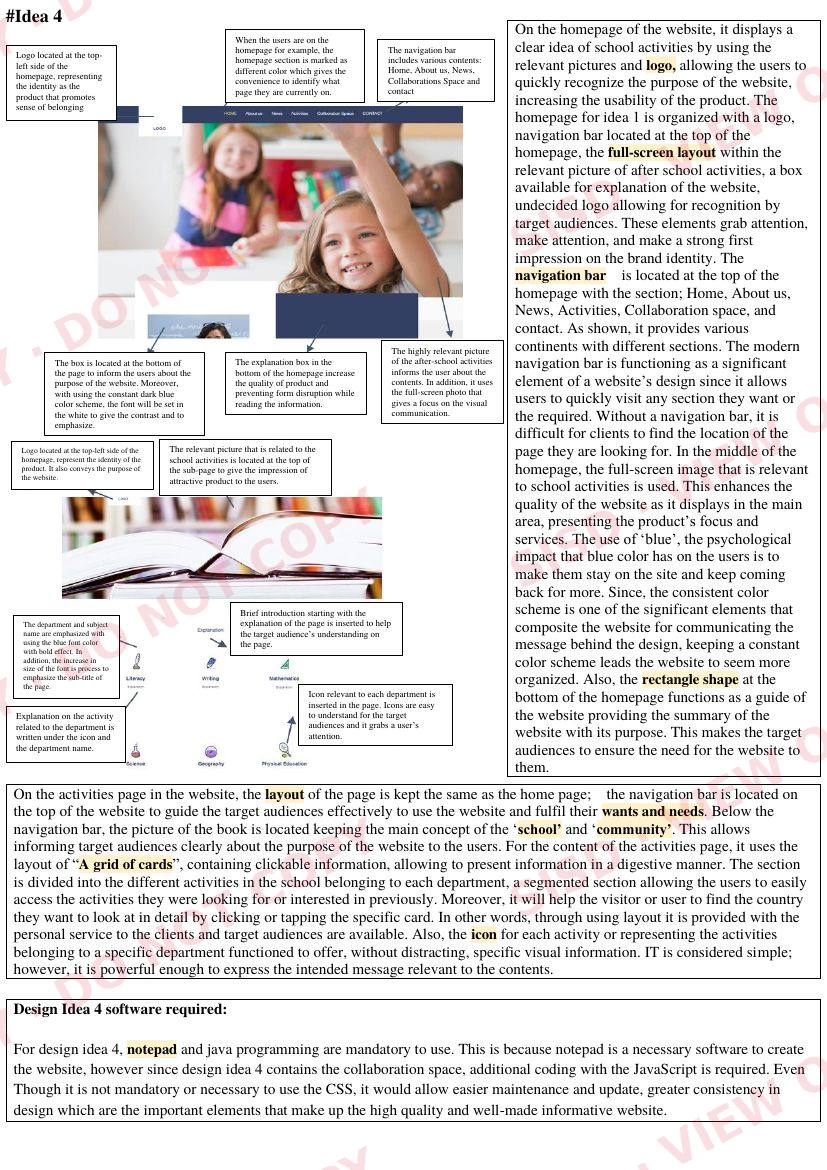 #Idea 4
Logo located at the top-
left side of the
homepage, representing
the identity as the
product that promotes
sense of belonging
When the users are on the
homepage for example, the
homepage section is marked as
different color which gives the
convenience to identify what
page they are currently on.
The navigation bar
includes various contents:
Home, About us, News,
Collaborations Space and
contact
LOGO
HOME About us News Activities Collboration Space CONTACT
The box is located at the bottom of
the page to inform the users about the
purpose of the website. Moreover,
with using the constant dark blue
color scheme, the font will be set in
the white to give the contrast and to
emphasize.
The explanation box in the
bottom of the homepage increase
the quality of product and
preventing form disruption while
reading the information.
The highly relevant picture
of the after-school activities
informs the user about the
contents. In addition, it uses
the full-screen photo that
gives a focus on the visual
communication.
Logo located at the top-left side of the
homepage, represent the identity of the
product. It also conveys the purpose of
the website.
The relevant picture that is related to the
school activities is located at the top of
the sub-page to give the impression of
attractive product to the users.
LOGO
The department and subject
name are emphasized with
using the blue font color
with bold effect. In
addition, the increase in
size of the font is process to
emphasize the sub-title of
the page.
Brief introduction starting with the
explanation of the page is inserted to help
the target audience's understanding on
the page.
Explanation
Literacy Writing Mathematics
Explanation on the activity
related to the department is
written under the icon and
the department name.
Icon relevant to each department is
inserted in the page. Icons are easy
to understand for the target
audiences and it grabs a user's
attention.
Science Geography Physical Education
On the homepage of the website, it displays a
clear idea of school activities by using the
relevant pictures and logo, allowing the users to
quickly recognize the purpose of the website,
increasing the usability of the product. The
homepage for idea 1 is organized with a logo,
navigation bar located at the top of the
homepage, the full-screen layout within the
relevant picture of after school activities, a box
available for explanation of the website,
undecided logo allowing for recognition by
target audiences. These elements grab attention,
make attention, and make a strong first
impression on the brand identity. The
navigation bar is located at the top of the
homepage with the section; Home, About us,
News, Activities, Collaboration space, and
contact. As shown, it provides various
continents with different sections. The modern
navigation bar is functioning as a significant
element of a website's design since it allows
users to quickly visit any section they want or
the required. Without a navigation bar, it is
difficult for clients to find the location of the
page they are looking for. In the middle of the
homepage, the full-screen image that is relevant
to school activities is used. This enhances the
quality of the website as it displays in the main
area, presenting the product's focus and
services. The use of 'blue', the psychological
impact that blue color has on the users is to
make them stay on the site and keep coming
back for more. Since, the consistent color
scheme is one of the significant elements that
composite the website for communicating the
message behind the design, keeping a constant
color scheme leads the website to seem more
organized. Also, the rectangle shape at the
bottom of the homepage functions as a guide of
the website providing the summary of the
website with its purpose. This makes the target
audiences to ensure the need for the website to
them.
On the activities page in the website, the layout of the page is kept the same as the home page; the navigation bar is located on
the top of the website to guide the target audiences effectively to use the website and fulfil their wants and needs. Below the
navigation bar, the picture of the book is located keeping the main concept of the 'school' and 'community'. This allows
informing target audiences clearly about the purpose of the website to the users. For the content of the activities page, it uses the
layout of "A grid of cards", containing clickable information, allowing to present information in a digestive manner. The section
is divided into the different activities in the school belonging to each department, a segmented section allowing the users to easily
access the activities they were looking for or interested in previously. Moreover, it will help the visitor or user to find the country
they want to look at in detail by clicking or tapping the specific card. In other words, through using layout it is provided with the
personal service to the clients and target audiences are available. Also, the icon for each activity or representing the activities
belonging to a specific department functioned to offer, without distracting, specific visual information. IT is considered simple;
however, it is powerful enough to express the intended message relevant to the contents.
Design Idea 4 software required:
For design idea 4, notepad and java programming are mandatory to use. This is because notepad is a necessary software to create
the website, however since design idea 4 contains the collaboration space, additional coding with the JavaScript is required. Even
Though it is not mandatory or necessary to use the CSS, it would allow easier maintenance and update, greater consistency in
design which are the important elements that make up the high quality and well-made informative website.